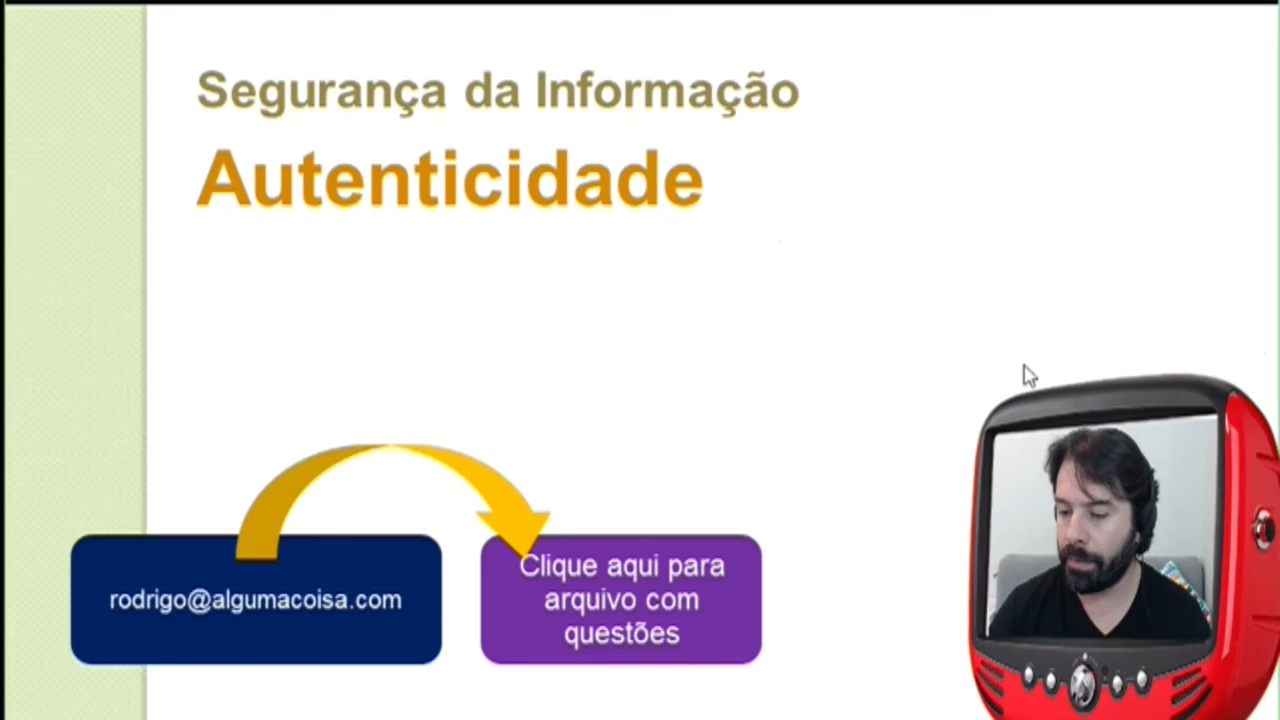 Segurança da Informação
Autenticidade
rodrigo@algumacoisa.com
Clique aqui para
arquivo com
questões